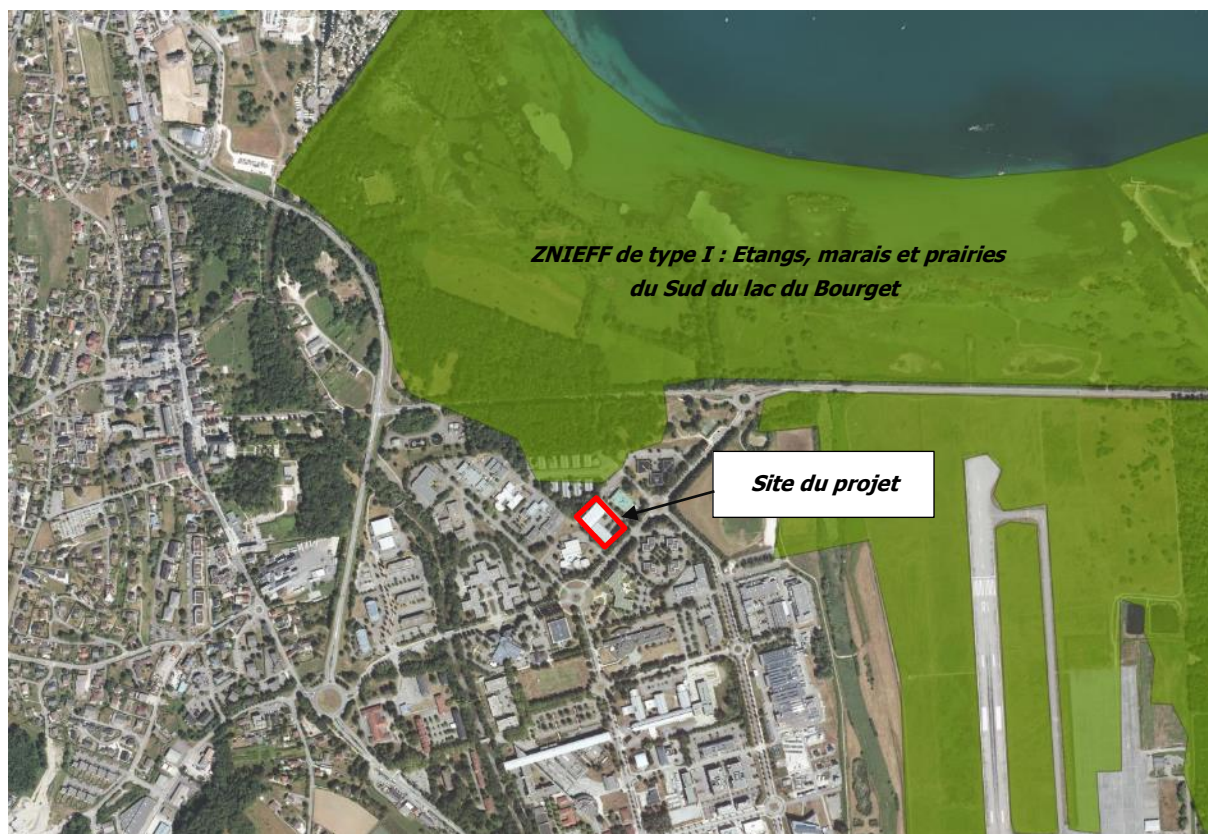 ZNIEFF de type I : Etangs, marais et prairies
du Sud du lac du Bourget
Site du projet